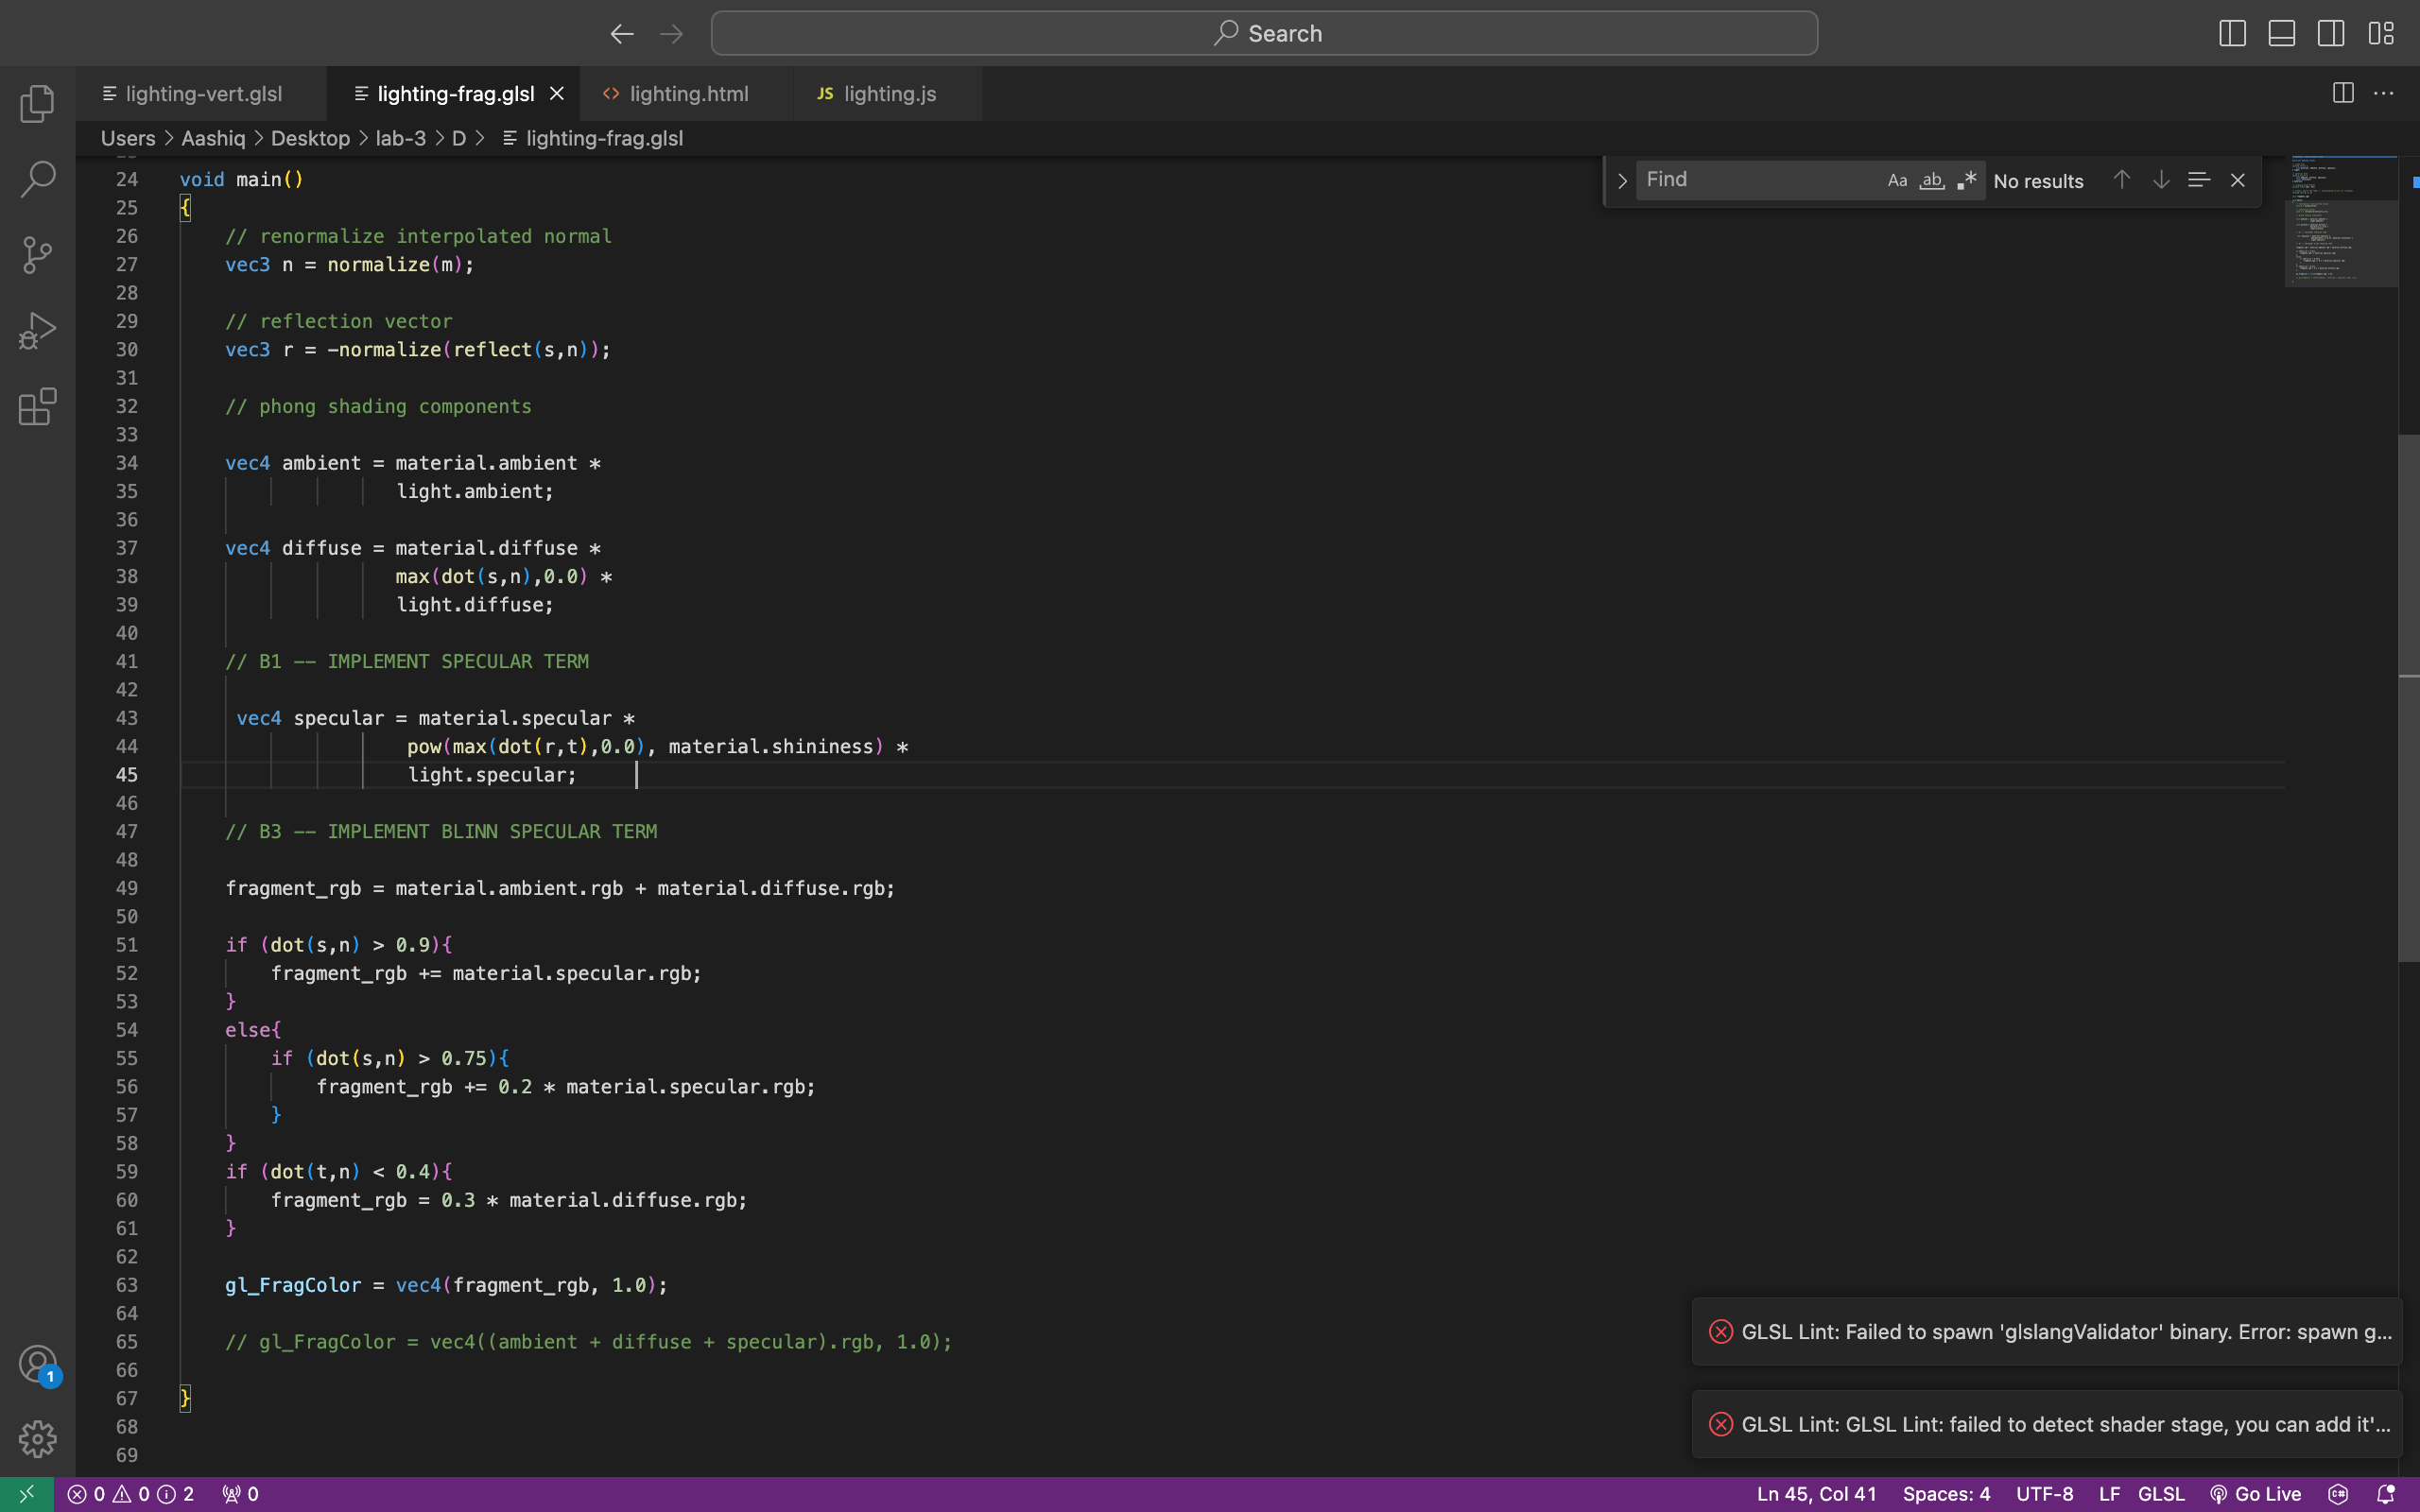 Search
lighting-vert.glsl
lighting-frag.glsl
lighting.html
JS lighting.js
Users > Aashiq > Desktop > lab-3 > D > lighting-frag.glsl
Find
Aa ab .* No results
24 void main()
25 {
26 // renormalize interpolated normal
27 vec3 n = normalize(m);
28
29 // reflection vector
30 vec3 r = -normalize(reflect(s,n));
31
32 // phong shading components
33
34 vec4 ambient = material.ambient *
35 light.ambient;
36
37 vec4 diffuse = material.diffuse *
38 max(dot(s,n),0.0) *
39 light.diffuse;
40
41 // B1 -- IMPLEMENT SPECULAR TERM
42
43 vec4 specular = material.specular *
44 pow(max(dot(r,t),0.0), material.shininess) *
45 light.specular;
46
47 // B3 -- IMPLEMENT BLINN SPECULAR TERM
48
49 fragment_rgb = material.ambient.rgb + material.diffuse.rgb;
50
51 if (dot(s,n) > 0.9){
52 fragment_rgb += material.specular.rgb;
53 }
54 else{
55 if (dot(s,n) > 0.75){
56 fragment_rgb += 0.2 * material.specular.rgb;
57 }
58 }
59 if (dot(t,n) < 0.4){
60 fragment_rgb = 0.3 * material.diffuse.rgb;
61 }
62
63 gl_FragColor = vec4(fragment_rgb, 1.0);
64
65 // gl_FragColor = vec4((ambient + diffuse + specular).rgb, 1.0);
66
67 }
68
69
GLSL Lint: Failed to spawn 'glslangValidator' binary. Error: spawn g...
GLSL Lint: GLSL Lint: failed to detect shader stage, you can add it'...
1
0 0 2 0
Ln 45, Col 41 Spaces: 4 UTF-8 LF GLSL Go Live